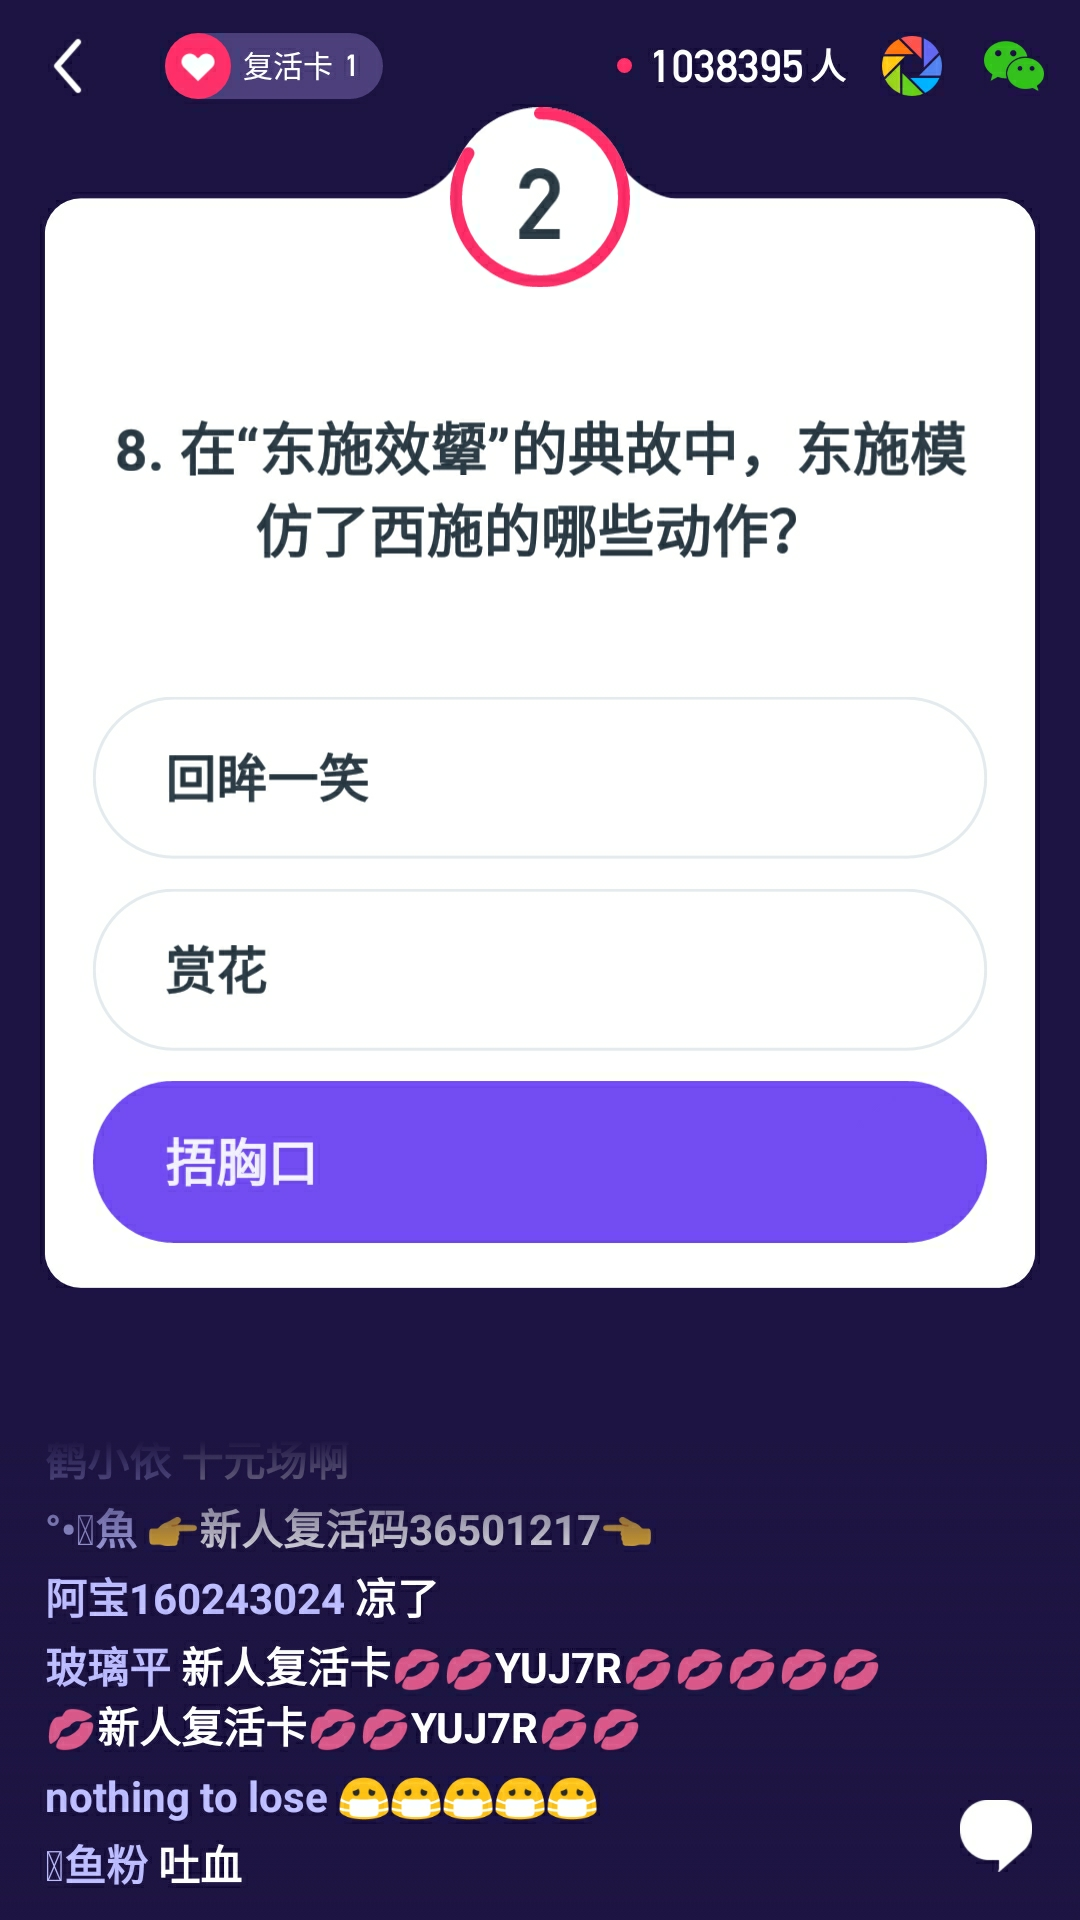 复活卡 1
1038395 人
2
8. 在“东施效颦”的典故中，东施模
仿了西施的哪些动作？
回眸一笑
赏花
捂胸口
鹤小依 十元场啊
°•魚 👉新人复活码36501217👈
阿宝160243024 凉了
玻璃平 新人复活卡💋💋YUJ7R💋💋💋💋💋
💋新人复活卡💋💋YUJ7R💋💋
nothing to lose 😷😷😷😷😷
鱼粉 吐血